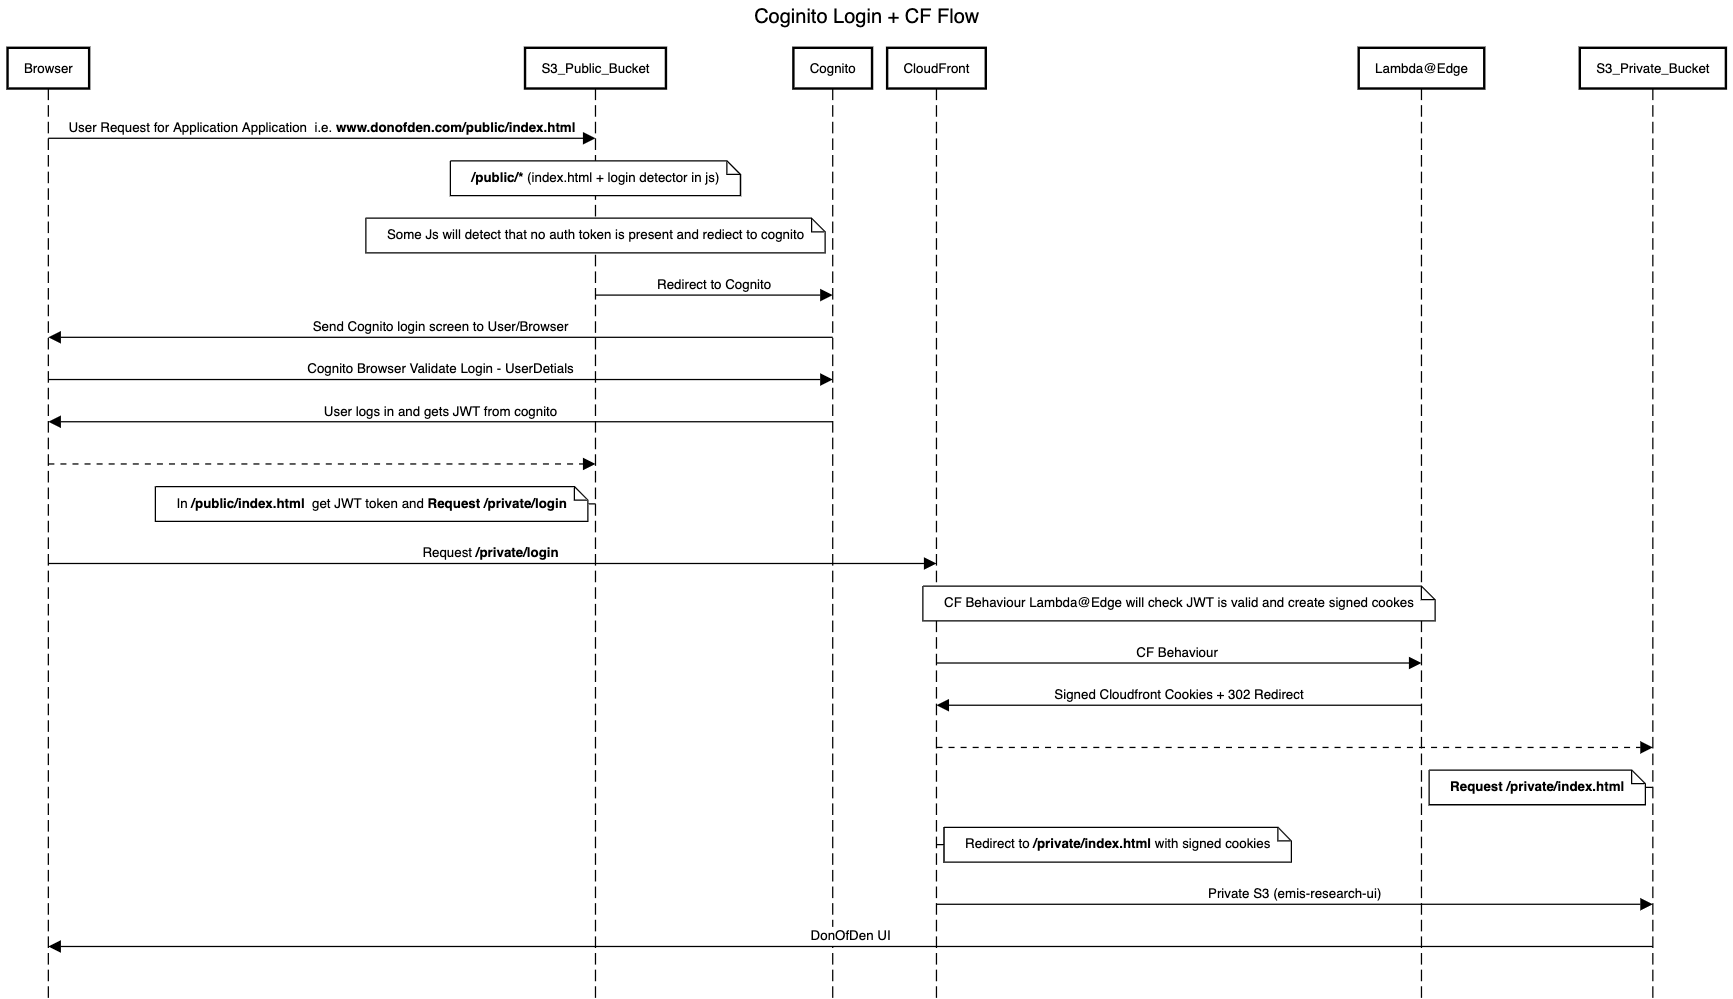 Coginito Login + CF Flow
Browser
S3_Public_Bucket
Cognito
CloudFront
Lambda@Edge
S3_Private_Bucket
User Request for Application Application  i.e. www.donofden.com/public/index.html
/public/* (index.html + login detector in js)
Some Js will detect that no auth token is present and rediect to cognito
Redirect to Cognito
Send Cognito login screen to User/Browser
Cognito Browser Validate Login - UserDetials
User logs in and gets JWT from cognito
In /public/index.html  get JWT token and Request /private/login
Request /private/login
CF Behaviour Lambda@Edge will check JWT is valid and create signed cookes
CF Behaviour
Signed Cloudfront Cookies + 302 Redirect
Request /private/index.html
Redirect to /private/index.html with signed cookies
Private S3 (emis-research-ui)
DonOfDen UI